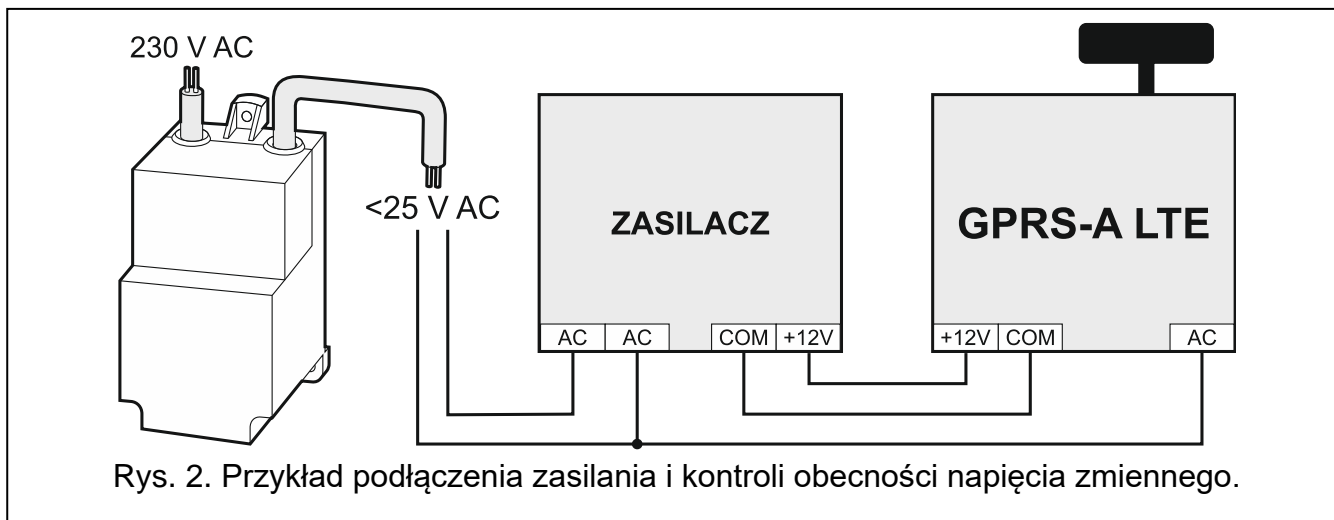 230 V AC
<25 V AC
ZASILACZ
GPRS-A LTE
AC AC COM +12V
+12V COM AC
Rys. 2. Przykład podłączenia zasilania i kontroli obecności napięcia zmiennego.